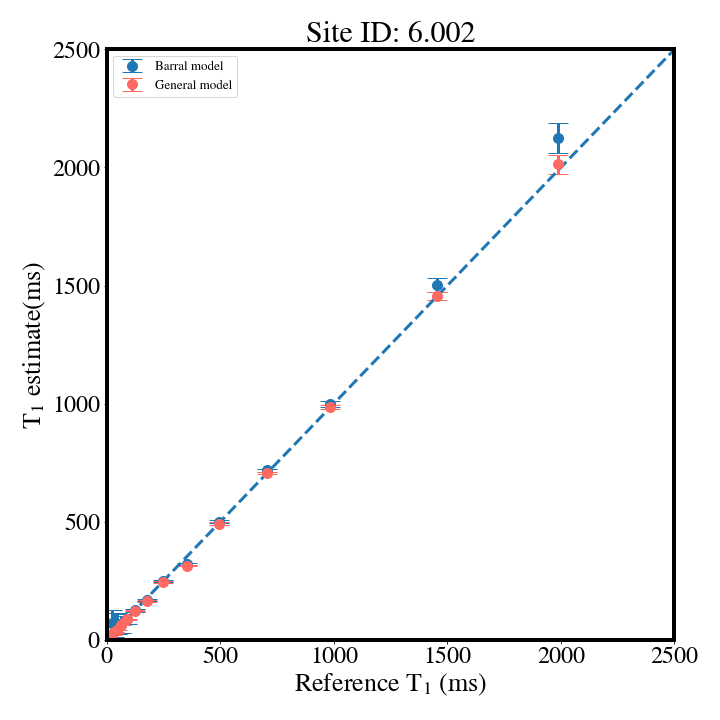 Site ID: 6.002
Barral model
General model
T₁ estimate(ms)
2500
2000
1500
1000
500
0
0 500 1000 1500 2000 2500
Reference T₁ (ms)